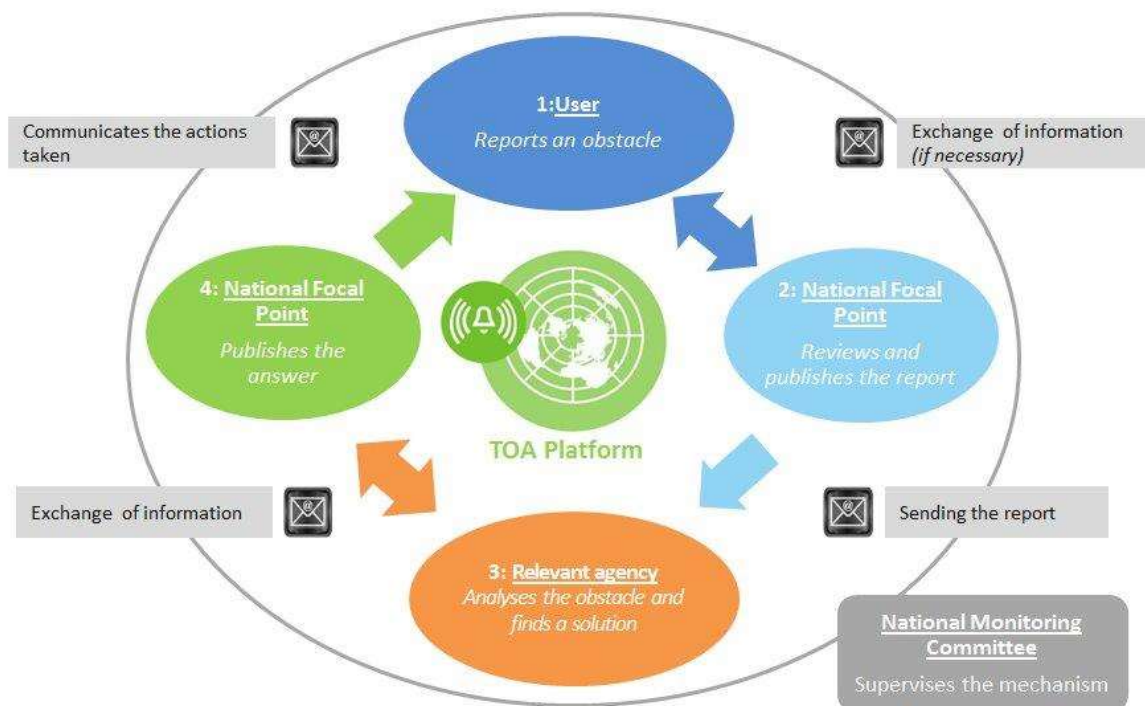 1:User
Reports an obstacle
Communicates the actions
taken
Exchange of information
(if necessary)
4: National Focal
Point
Publishes the
answer
2: National Focal
Point
Reviews and
publishes the report
TOA Platform
Exchange of information
Sending the report
3: Relevant agency
Analyses the obstacle and
finds a solution
National Monitoring
Committee
Supervises the mechanism